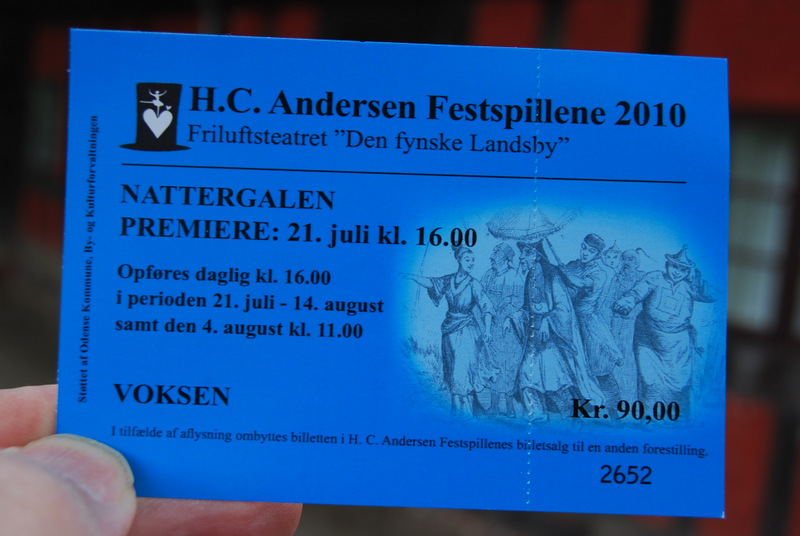 H.C. Andersen Festspillene 2010
Friluftsteatret ”Den fynske Landsby”
NATTERGALEN
PREMIERE: 21. juli kl. 16.00
Opføres daglig kl. 16.00
i perioden 21. juli - 14. august
samt den 4. august kl. 11.00
VOKSEN
Kr. 90,00
I tilfælde af aflysning ombyttes billetten i H. C. Andersen Festspillenes billetsalg til en anden forestilling.
2652
Støttet af Odense Kommune, By- og Kulturforvaltningen